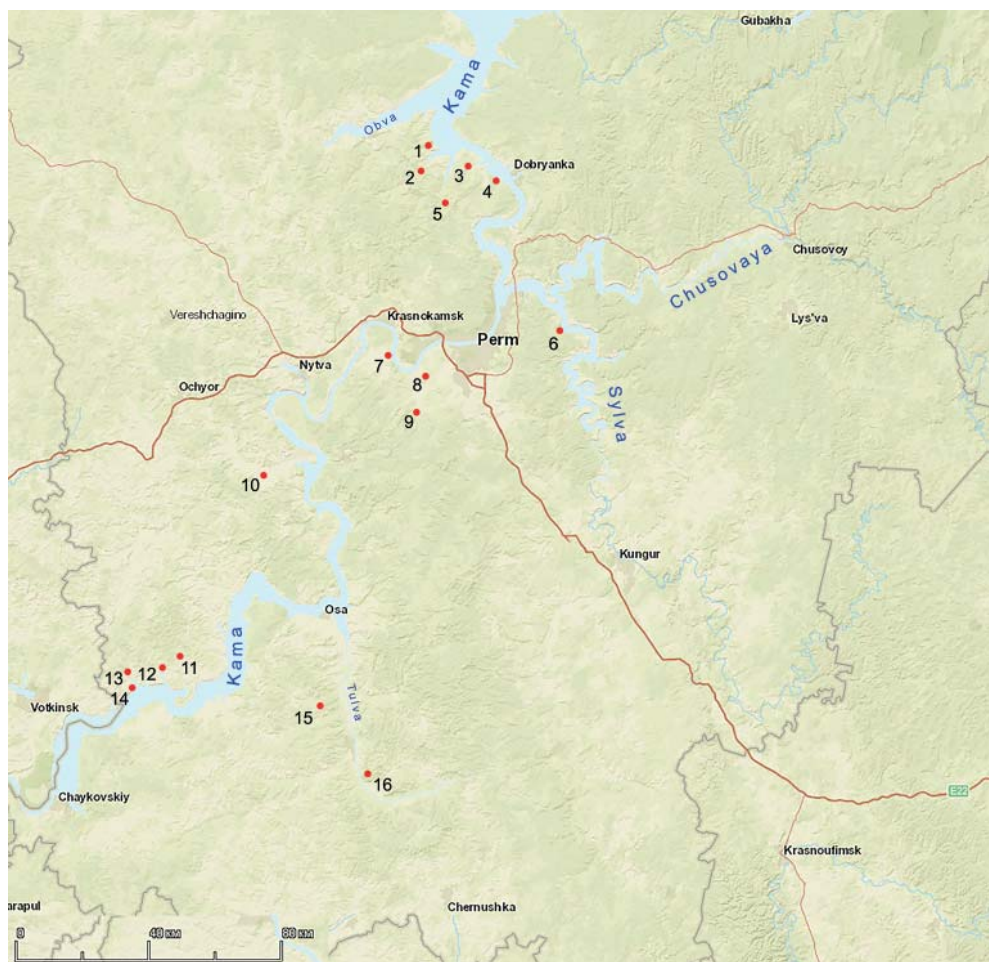 Gubakha
Kama
Obva
1
2
3
4
Dobryanka
5
Chusovaya
Chusovoy
Vereshchagino
Krasnokamsk
Lys'va
Perm
6
7
Nytva
8
Ochyor
9
Sylva
10
Kungur
Osa
Kama
11
12
13
14
Votkinsk
Tulva
15
16
Chaykovskiy
E22
Krasnoufimsk
Chernushka
arapul
0
40 км
80 км